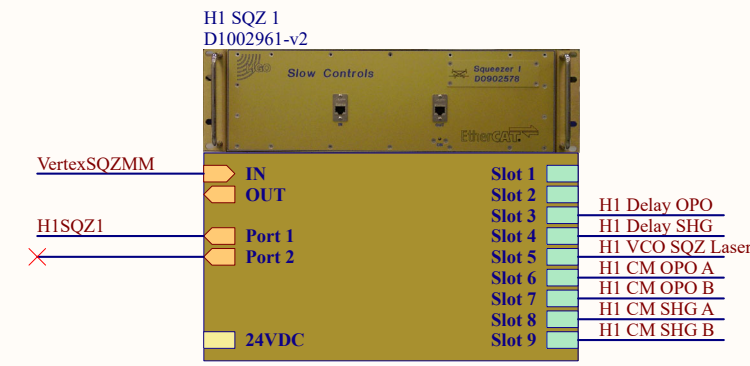 H1 SQZ 1
D1002961-v2
Slow Controls
Squeezer 1
D0902578
EtherCAT
VertexSQZMM
IN
OUT
H1SQZ1
Port 1
Port 2
24VDC
Slot 1
Slot 2
Slot 3 H1 Delay OPO
Slot 4 H1 Delay SHG
Slot 5 H1 VCO SQZ Laser
Slot 6 H1 CM OPO A
Slot 7 H1 CM OPO B
Slot 8 H1 CM SHG A
Slot 9 H1 CM SHG B